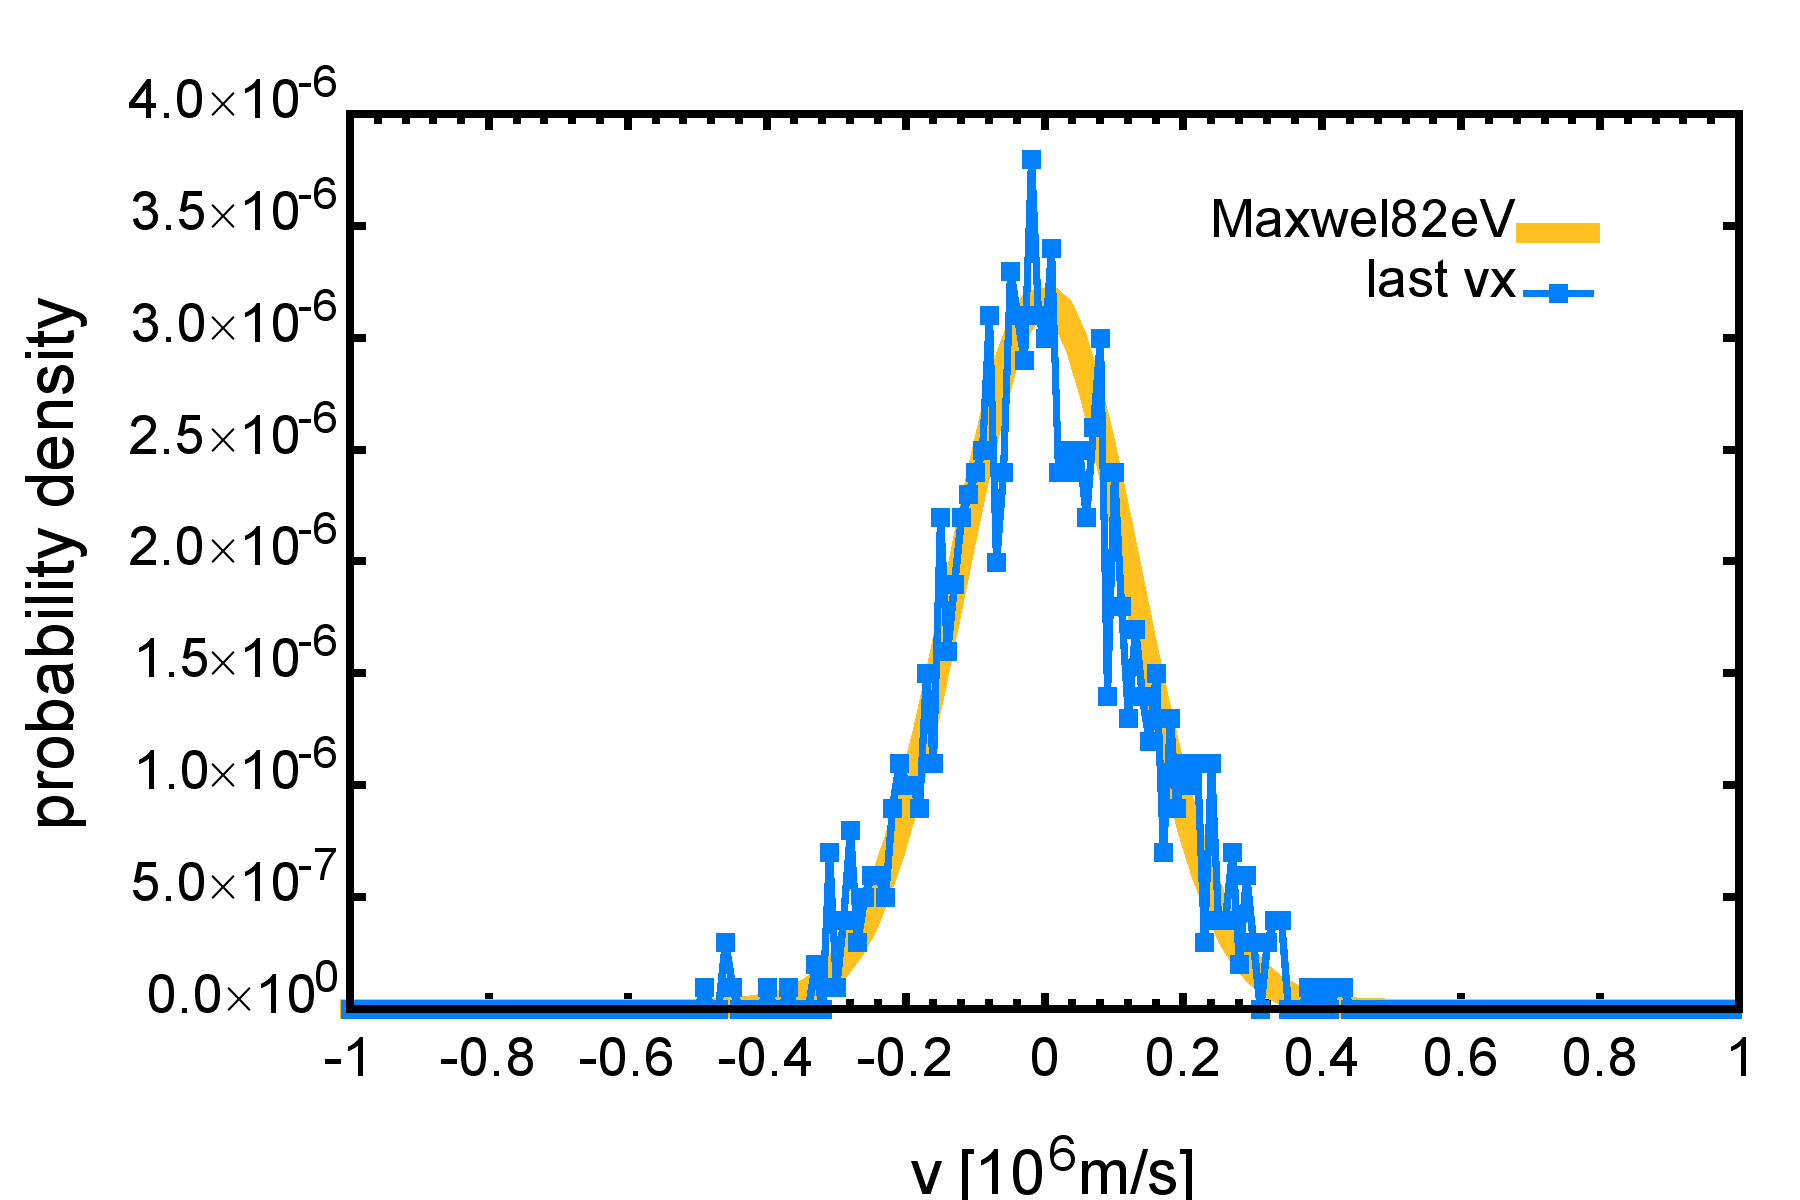 4.0×10⁻⁶
3.5×10⁻⁶
3.0×10⁻⁶
2.5×10⁻⁶
2.0×10⁻⁶
1.5×10⁻⁶
1.0×10⁻⁶
5.0×10⁻⁷
0.0×10⁰
probability density
Maxwel82eV
last vx
-1 -0.8 -0.6 -0.4 -0.2 0 0.2 0.4 0.6 0.8 1
v [10⁶m/s]